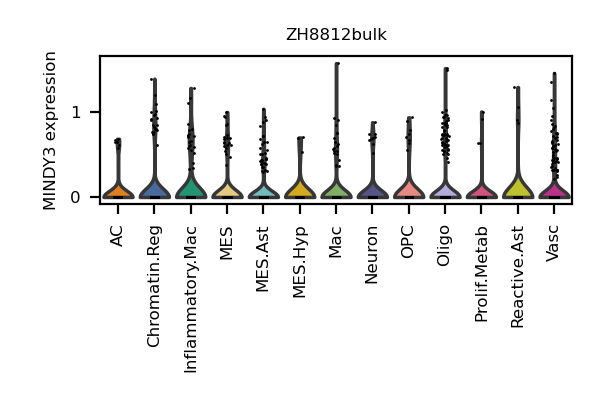 ZH8812bulk
MINDY3 expression
1
0
AC
Chromatin.Reg
Inflammatory.Mac
MES
MES.Ast
MES.Hyp
Mac
Neuron
OPC
Oligo
Prolif.Metab
Reactive.Ast
Vasc